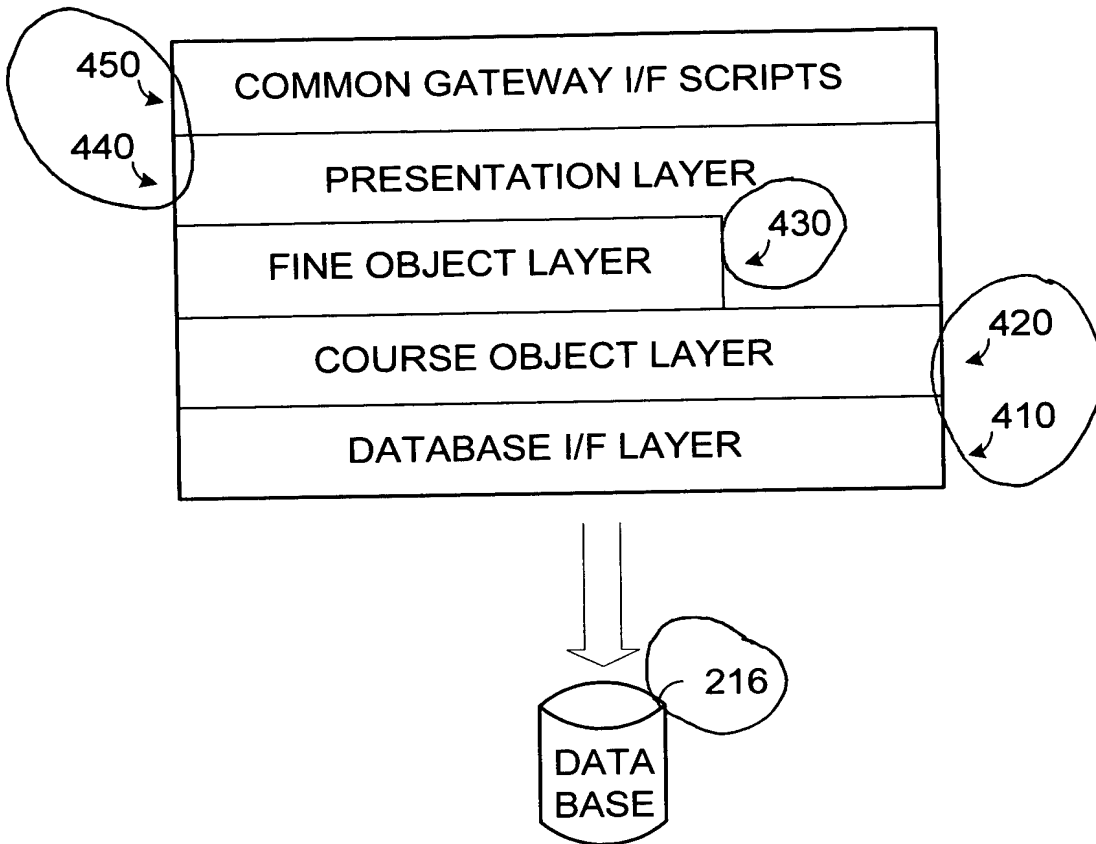 450
COMMON GATEWAY I/F SCRIPTS
440
PRESENTATION LAYER
430
FINE OBJECT LAYER
420
COURSE OBJECT LAYER
410
DATABASE I/F LAYER
216
DATA
BASE